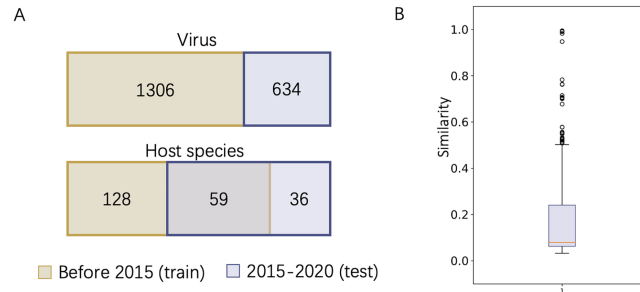 A
Virus
1306 634
Host species
128 59 36
Before 2015 (train) 2015-2020 (test)
B
Similarity
1.0
0.8
0.6
0.4
0.2
0.0
1